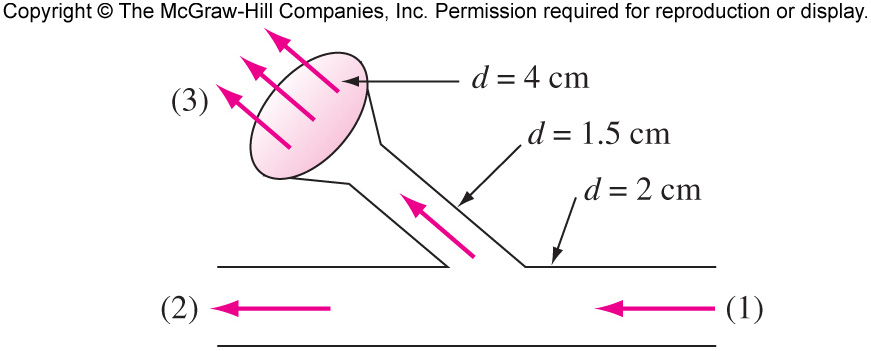 Copyright © The McGraw-Hill Companies, Inc. Permission required for reproduction or display.
d = 4 cm
(3)
d = 1.5 cm
d = 2 cm
(2)
(1)